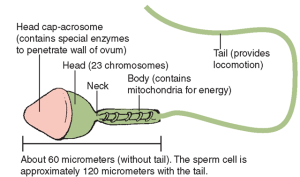 Head cap-acrosome
(contains special enzymes
to penetrate wall of ovum)
Head (23 chromosomes)
Neck
Body (contains
mitochondria for energy)
Tail (provides
locomotion)
About 60 micrometers (without tail). The sperm cell is
approximately 120 micrometers with the tail.